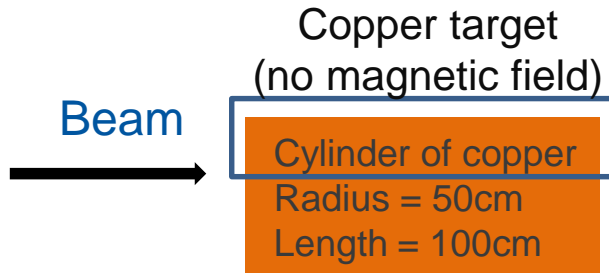 Copper target
(no magnetic field)
Beam
Cylinder of copper
Radius = 50cm
Length = 100cm